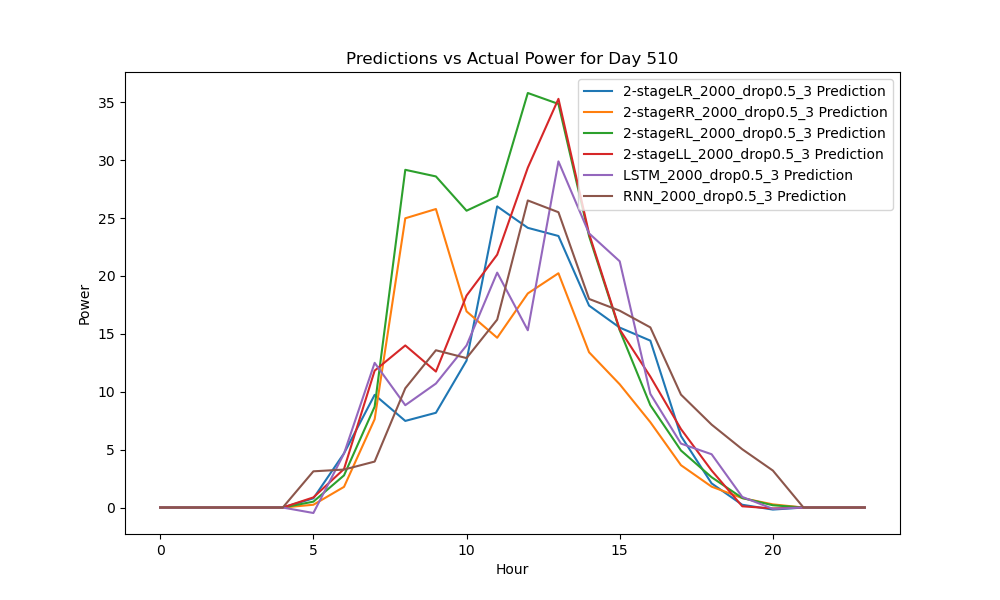 Predictions vs Actual Power for Day 510
2-stageLR_2000_drop0.5_3 Prediction
2-stageRR_2000_drop0.5_3 Prediction
2-stageRL_2000_drop0.5_3 Prediction
2-stageLL_2000_drop0.5_3 Prediction
LSTM_2000_drop0.5_3 Prediction
RNN_2000_drop0.5_3 Prediction
35
30
25
20
15
10
5
0
Power
0 5 10 15 20
Hour